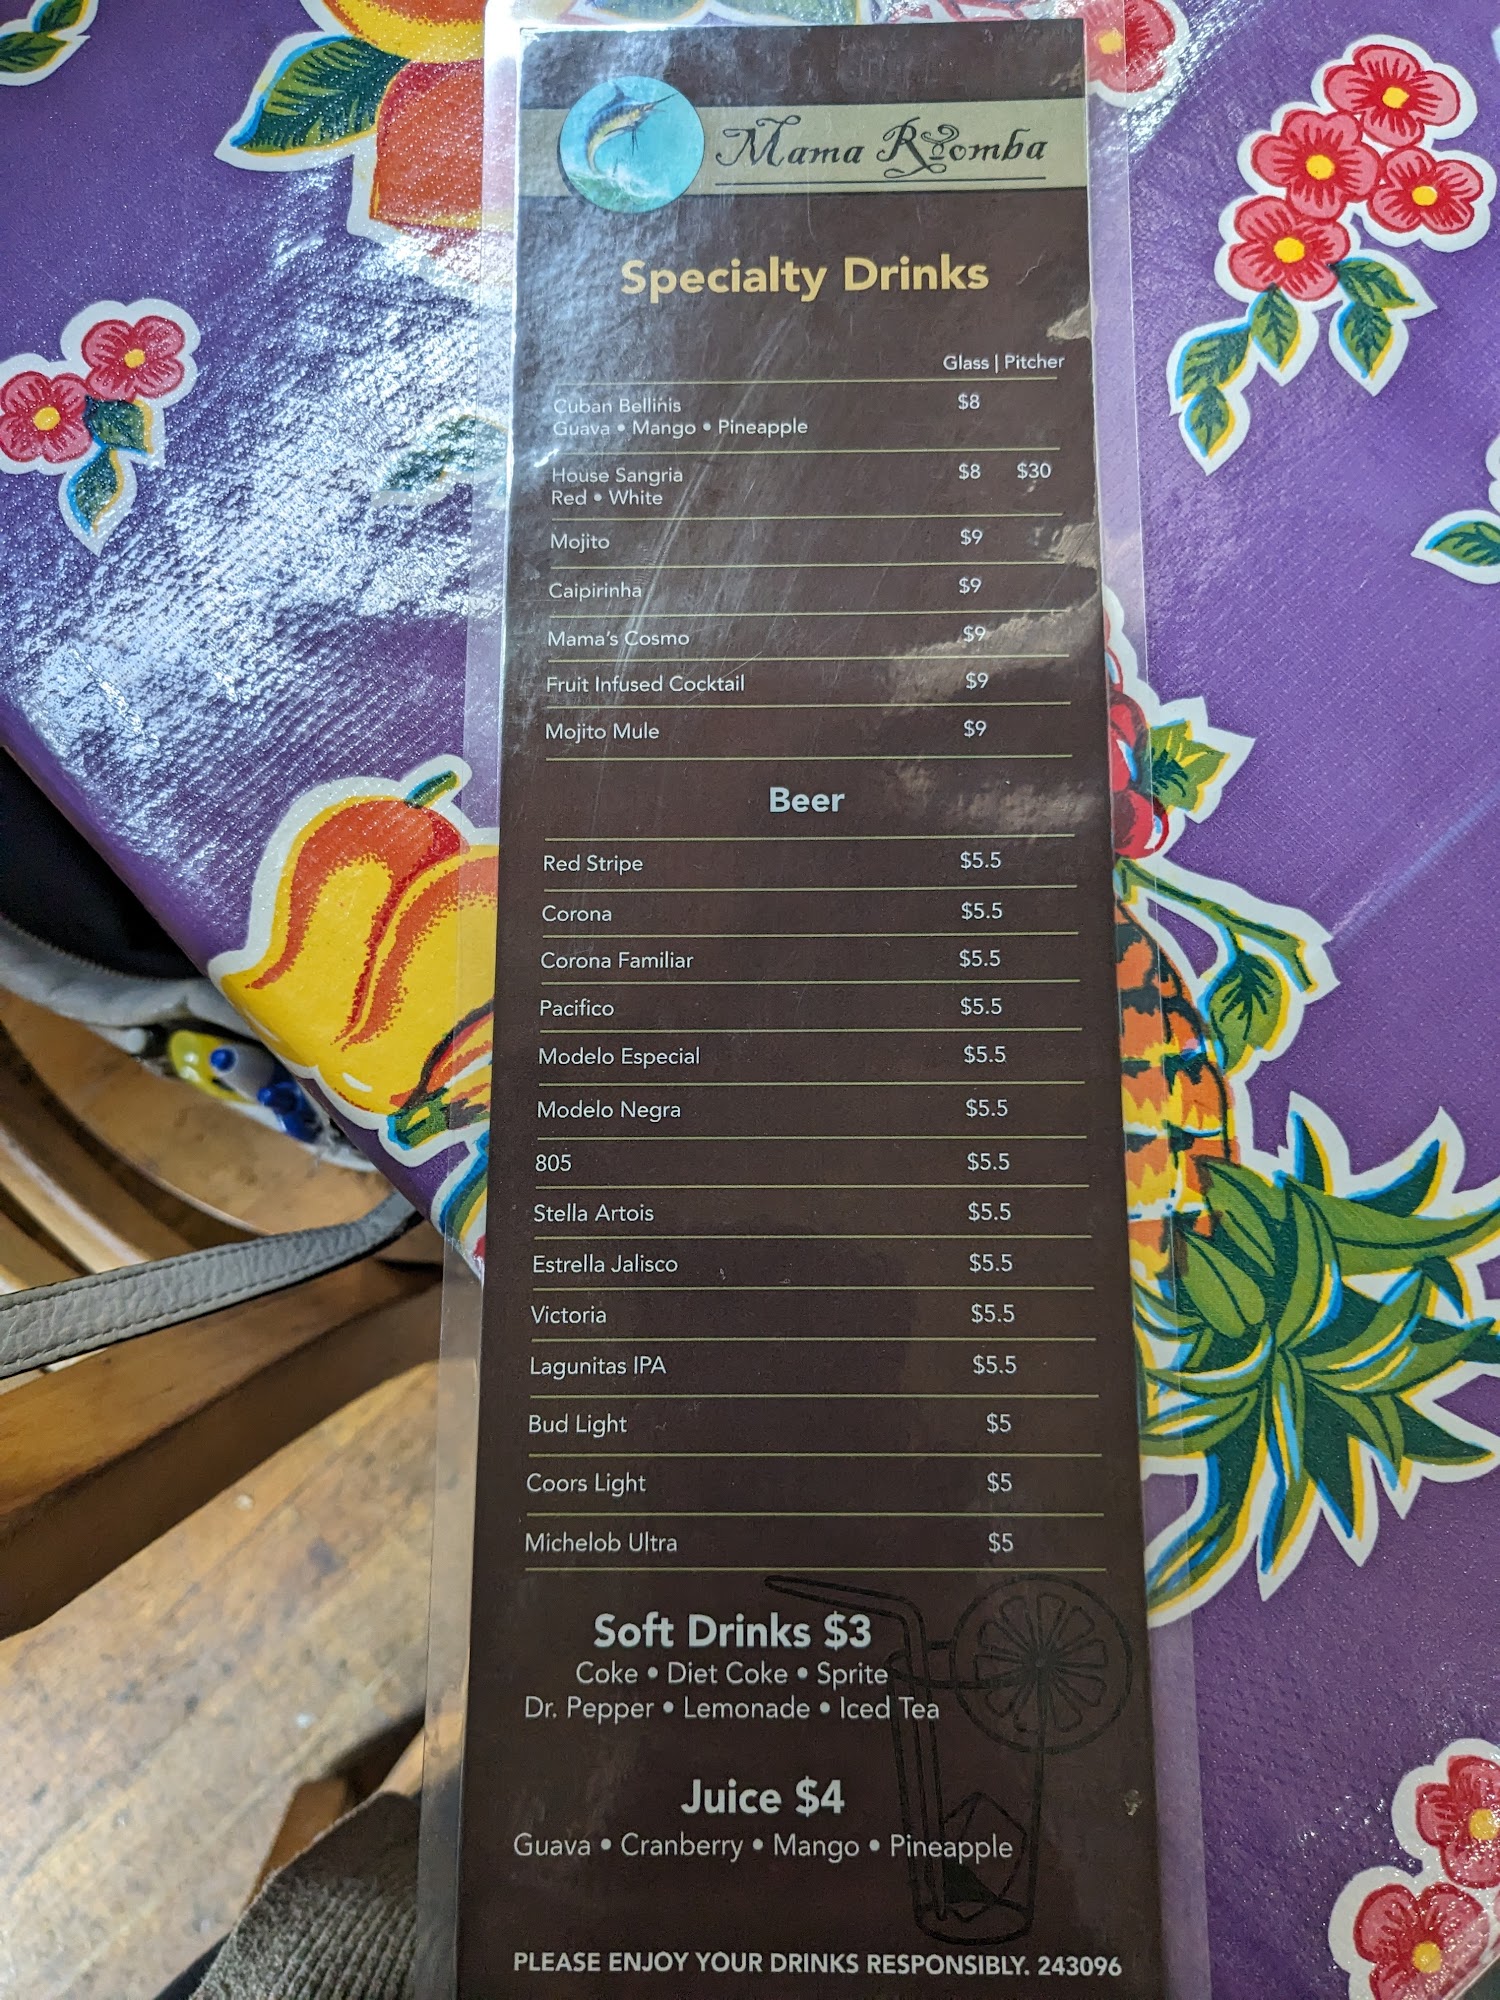 Mama Roomba
Specialty Drinks
Glass | Pitcher
Cuban Bellinis $8
Guava • Mango • Pineapple
House Sangria $8 $30
Red • White
Mojito $9
Caipirinha $9
Mama's Cosmo $9
Fruit Infused Cocktail $9
Mojito Mule $9
Beer
Red Stripe $5.5
Corona $5.5
Corona Familiar $5.5
Pacifico $5.5
Modelo Especial $5.5
Modelo Negra $5.5
805 $5.5
Stella Artois $5.5
Estrella Jalisco $5.5
Victoria $5.5
Lagunitas IPA $5.5
Bud Light $5
Coors Light $5
Michelob Ultra $5
Soft Drinks $3
Coke • Diet Coke • Sprite
Dr. Pepper • Lemonade • Iced Tea
Juice $4
Guava • Cranberry • Mango • Pineapple
PLEASE ENJOY YOUR DRINKS RESPONSIBLY. 243096